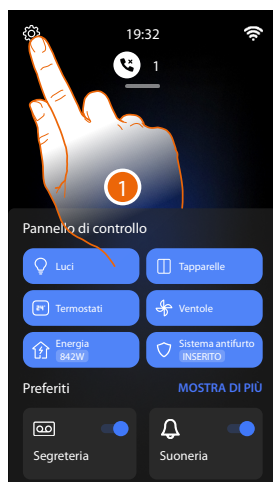 19:32
1
1
Pannello di controllo
Luci
Tapparelle
Termostati
Ventole
Energia
842W
Sistema antifurto
INSERITO
Preferiti
MOSTRA DI PIÙ
Segreteria
Suoneria